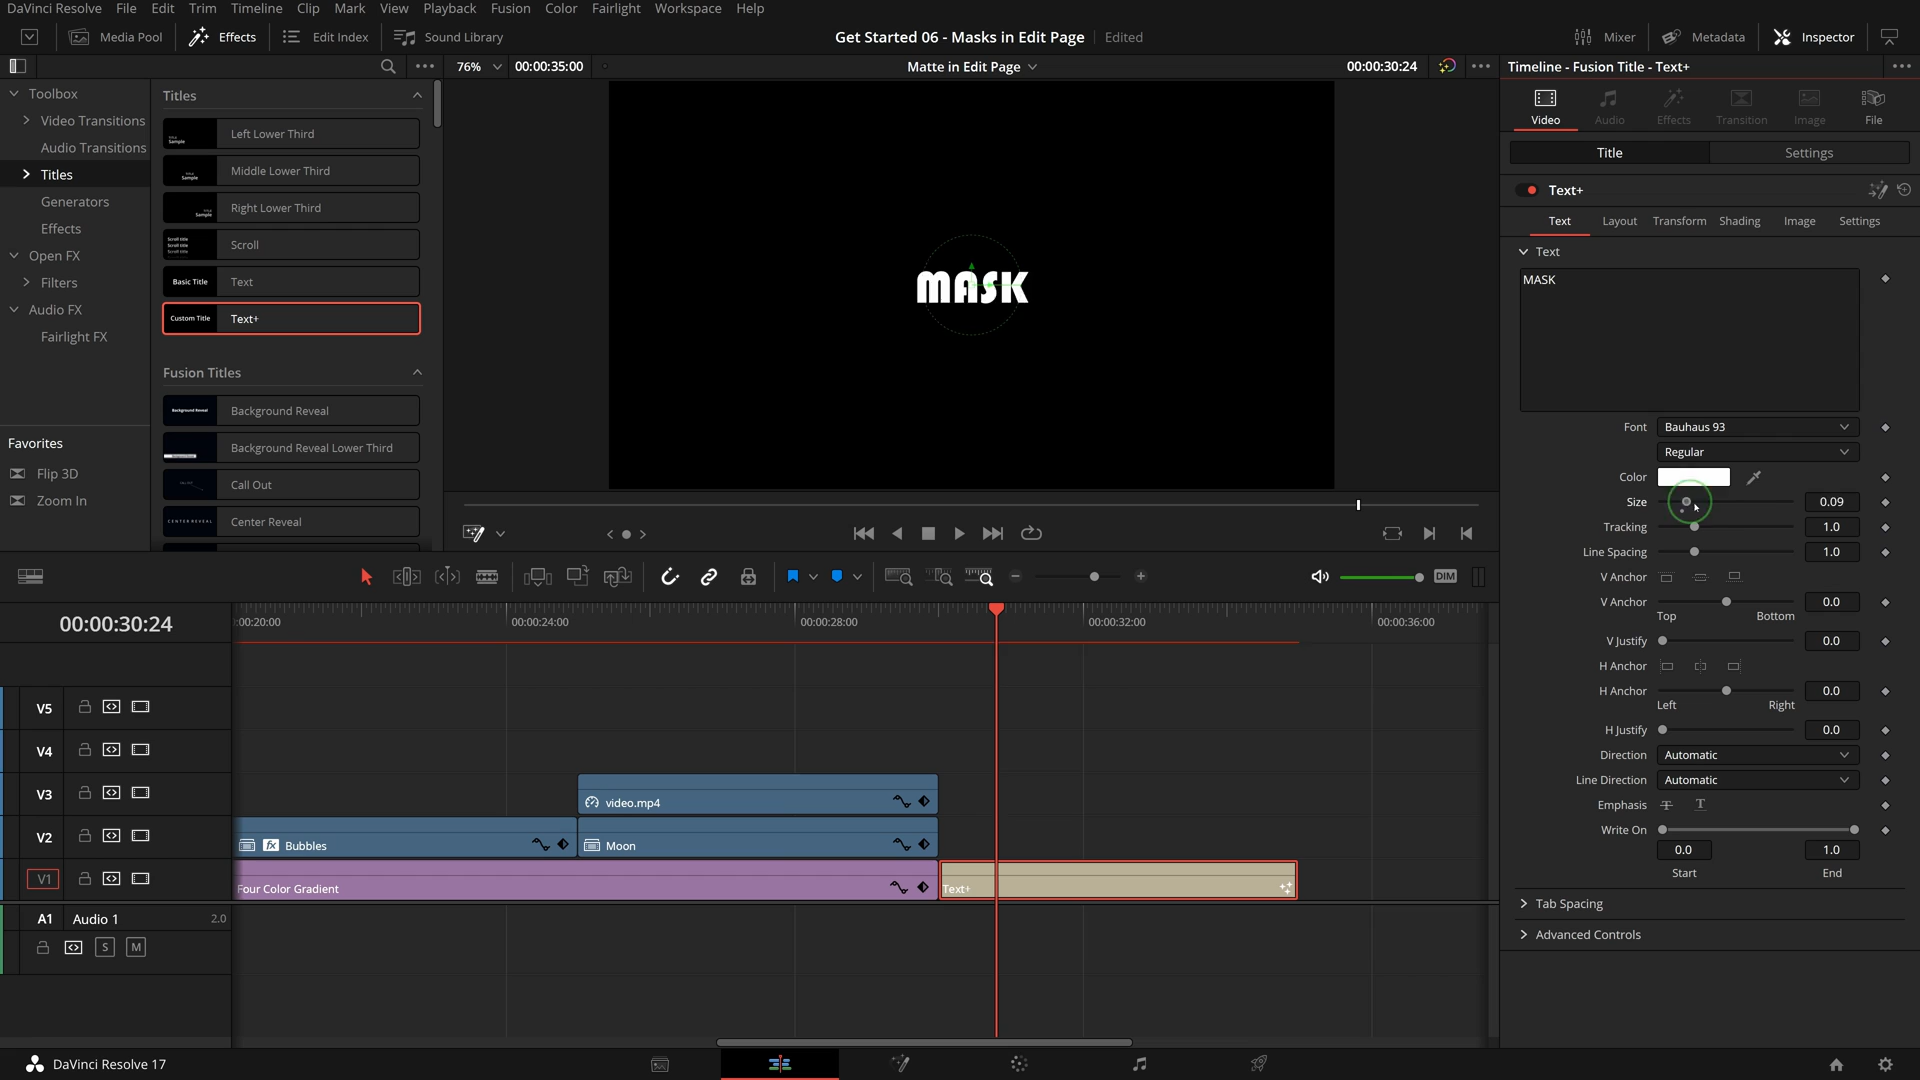 DaVinci Resolve File Edit Trim Timeline Clip Mark View Playback Fusion Color Fairlight Workspace Help
Media Pool Effects Edit Index Sound Library Get Started 06 - Masks in Edit Page Edited Mixer Metadata Inspector
76% 00:00:35:00 Matte in Edit Page 00:00:30:24 Timeline - Fusion Title - Text+
Toolbox
Video Transitions
Audio Transitions
Titles
Generators
Effects
Open FX
Filters
Audio FX
Fairlight FX
Favorites
Flip 3D
Zoom In
Titles
Left Lower Third
Middle Lower Third
Right Lower Third
Scroll
Basic Title Text
Custom Title Text+
Fusion Titles
Background Reveal
Background Reveal Lower Third
Call Out
CENTER REVEAL Center Reveal
MASK
Video Audio Effects Transition Image File
Title Settings
Text+
Text Layout Transform Shading Image Settings
Text
MASK
Font Bauhaus 93
Regular
Color
Size 0.09
Tracking 1.0
Line Spacing 1.0
V Anchor
V Anchor 0.0
Top Bottom
V Justify 0.0
H Anchor
H Anchor 0.0
Left Right
H Justify 0.0
Direction Automatic
Line Direction Automatic
Emphasis T T
Write On
0.0 1.0
Start End
Tab Spacing
Advanced Controls
DIM
00:00:30:24 :00:20:00 00:00:24:00 00:00:28:00 00:00:32:00 00:00:36:00
V5
V4
V3 video.mp4
V2 fx Bubbles Moon
V1 Four Color Gradient Text+
A1 Audio 1 2.0
S M
DaVinci Resolve 17